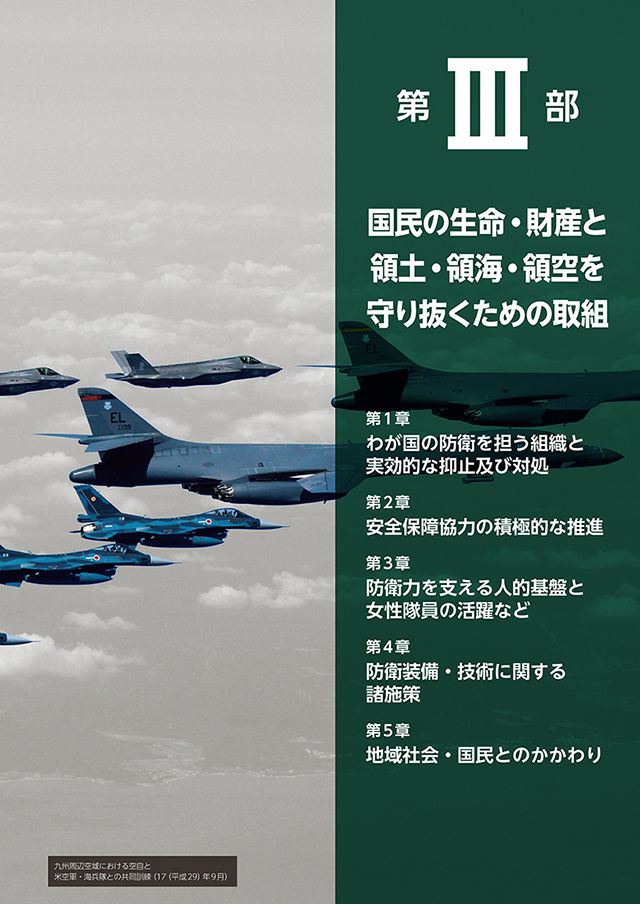 第 III 部
国民の生命・財産と
領土・領海・領空を
守り抜くための取組
第1章
わが国の防衛を担う組織と
実効的な抑止及び対処
第2章
安全保障協力の積極的な推進
第3章
防衛力を支える人的基盤と
女性隊員の活躍など
第4章
防衛装備・技術に関する
諸施策
第5章
地域社会・国民とのかかわり
EL
139
EL
九州周辺空域における空自と
米空軍・海兵隊との共同訓練（17（平成29）年9月）